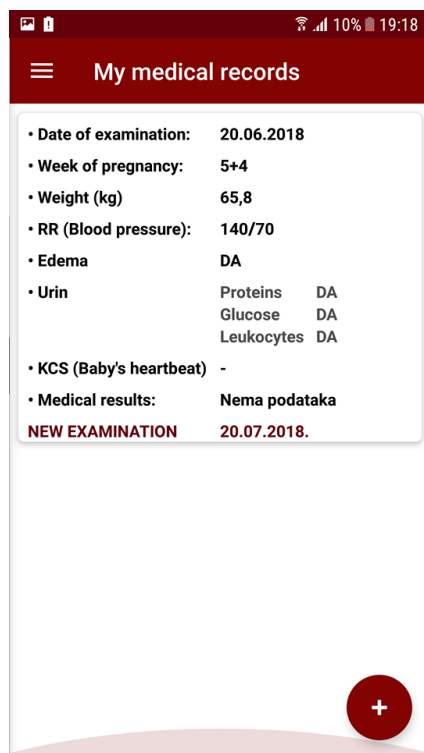 10% 19:18
My medical records
• Date of examination: 20.06.2018
• Week of pregnancy: 5+4
• Weight (kg) 65,8
• RR (Blood pressure): 140/70
• Edema DA
• Urin Proteins DA
Glucose DA
Leukocytes DA
• KCS (Baby's heartbeat) -
• Medical results: Nema podataka
NEW EXAMINATION 20.07.2018.
+